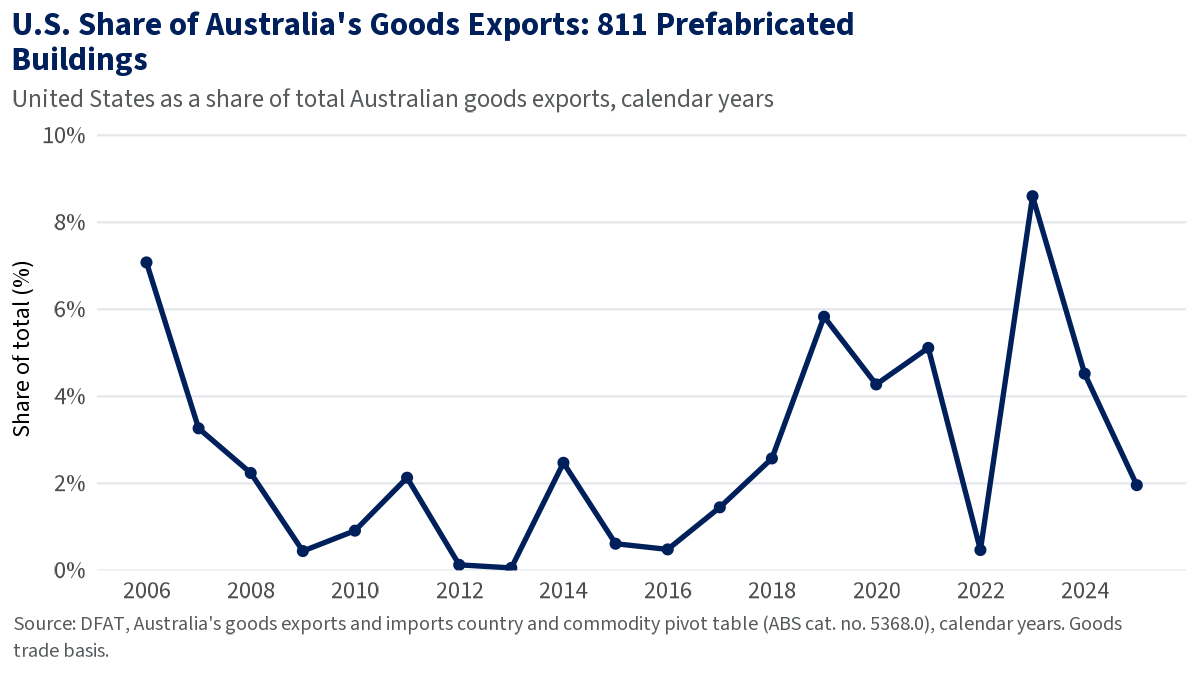 U.S. Share of Australia's Goods Exports: 811 Prefabricated
Buildings
United States as a share of total Australian goods exports, calendar years
Share of total (%)
10%
8%
6%
4%
2%
0%
2006 2008 2010 2012 2014 2016 2018 2020 2022 2024
Source: DFAT, Australia's goods exports and imports country and commodity pivot table (ABS cat. no. 5368.0), calendar years. Goods
trade basis.